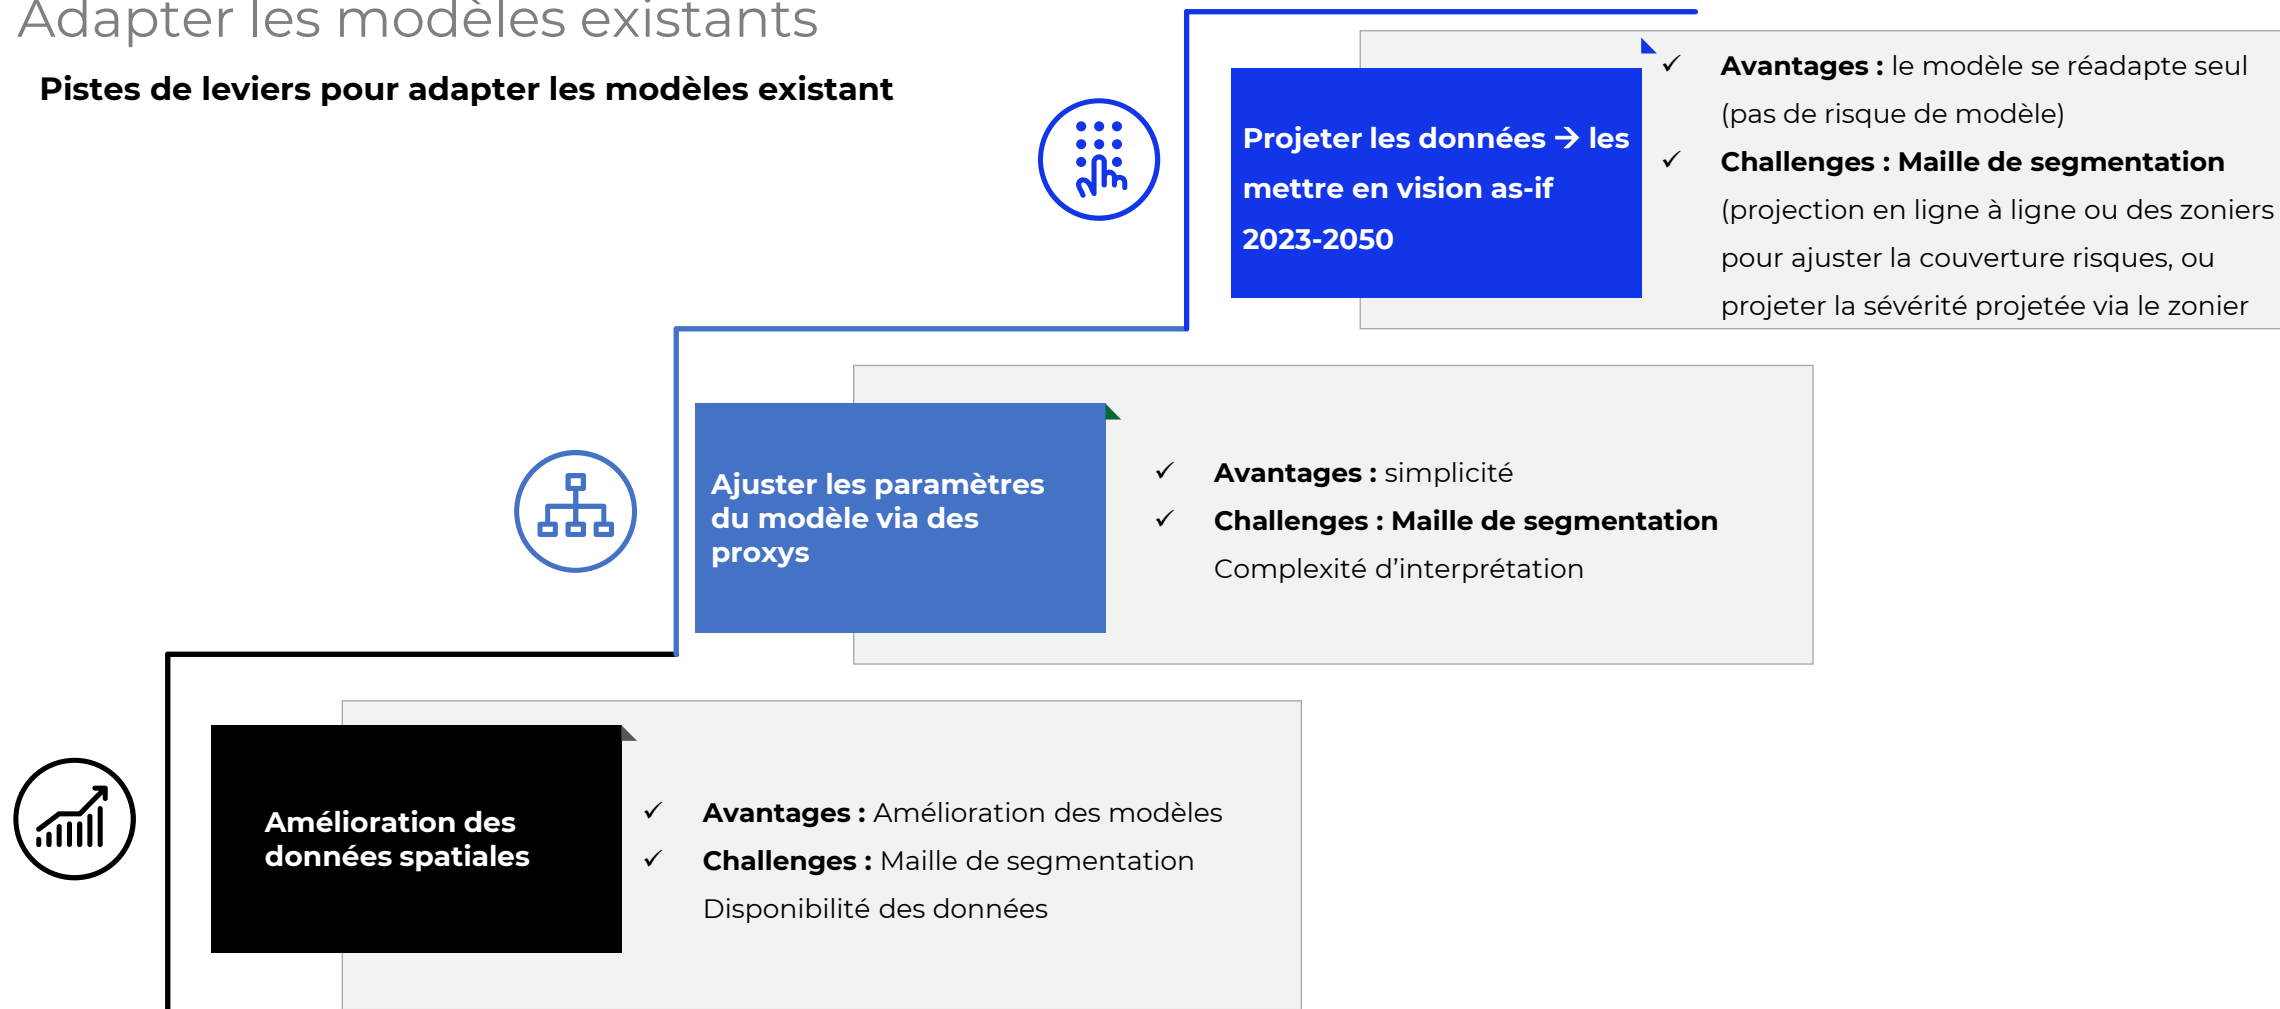 Adapter les modèles existants
Pistes de leviers pour adapter les modèles existant
Projeter les données → les
mettre en vision as-if
2023-2050
✓ Avantages : le modèle se réadapte seul
(pas de risque de modèle)
✓ Challenges : Maille de segmentation
(projection en ligne à ligne ou des zoniers
pour ajuster la couverture risques, ou
projeter la sévérité projetée via le zonier
Ajuster les paramètres
du modèle via des
proxys
✓ Avantages : simplicité
✓ Challenges : Maille de segmentation
Complexité d’interprétation
Amélioration des
données spatiales
✓ Avantages : Amélioration des modèles
✓ Challenges : Maille de segmentation
Disponibilité des données